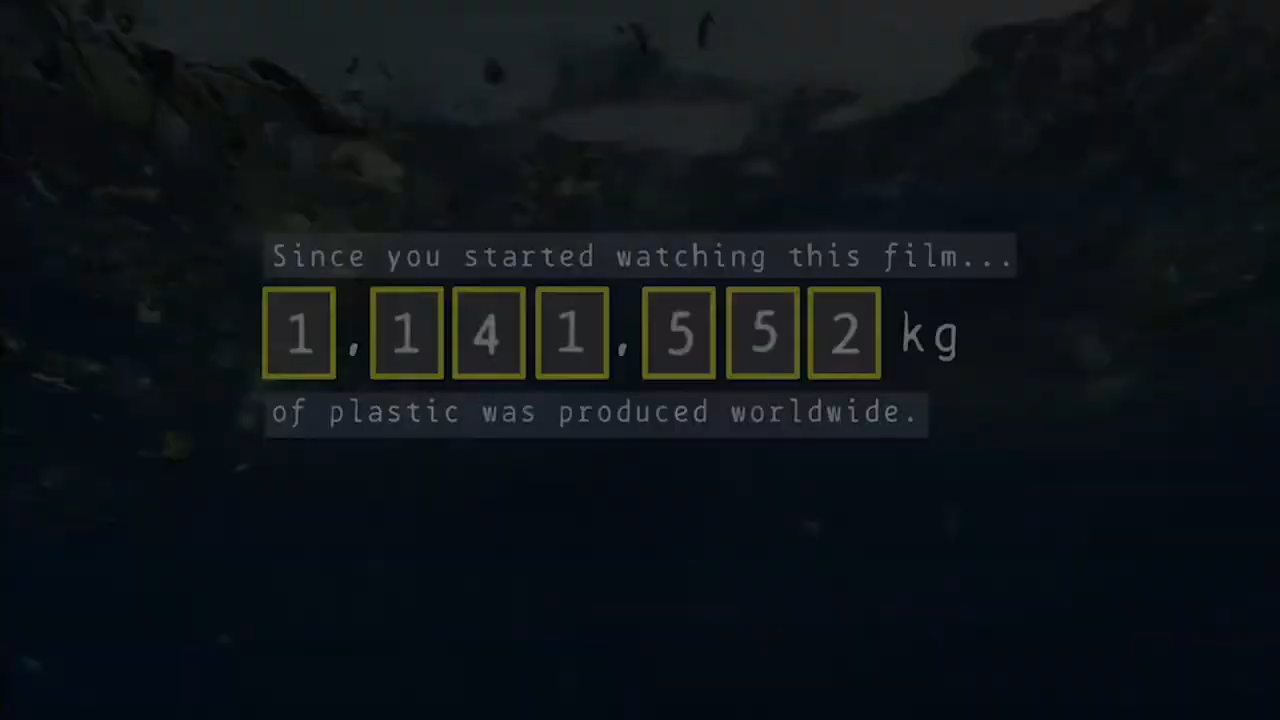 Since you started watching this film...
1,141,552 kg
of plastic was produced worldwide.